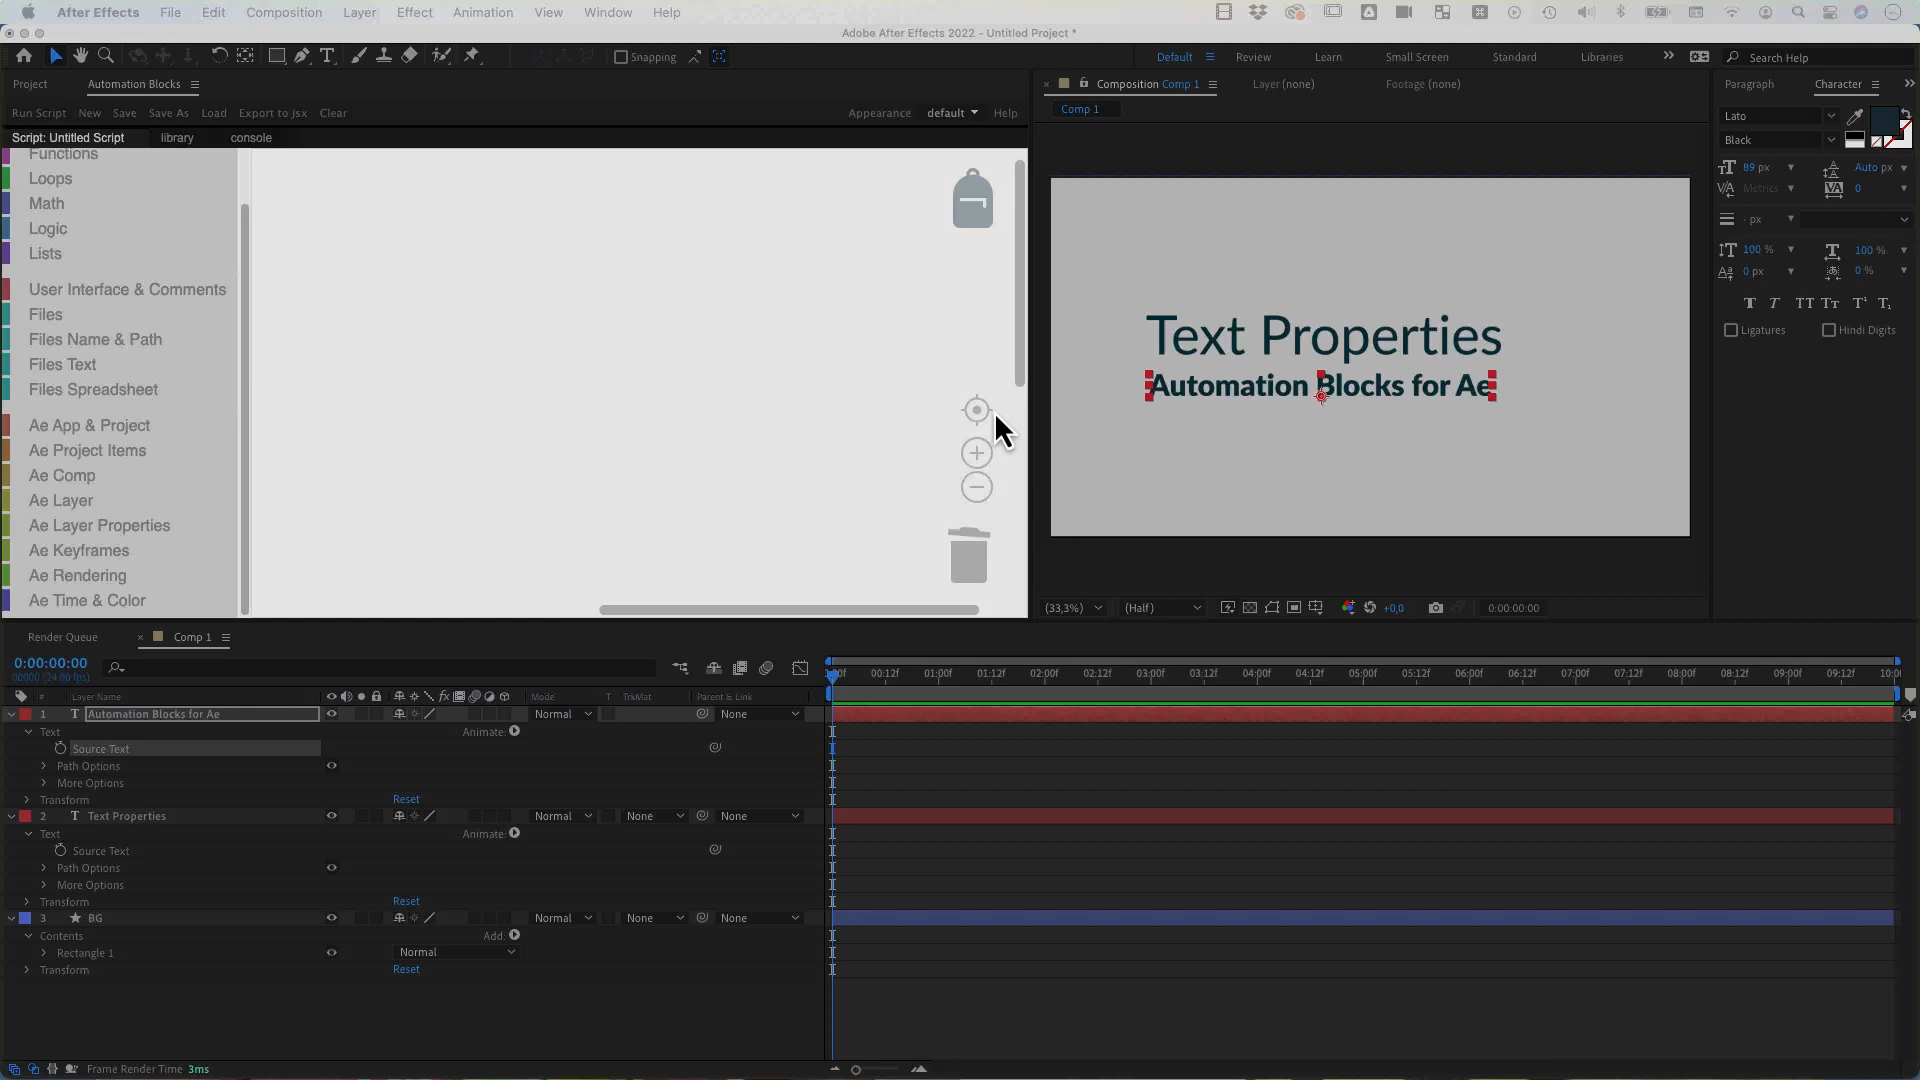 After Effects File Edit Composition Layer Effect Animation View Window Help
Adobe After Effects 2022 - Untitled Project *
Snapping Default Review Learn Small Screen Standard Libraries Search Help
Project Automation Blocks
Run Script New Save Save As Load Export to Jsx Clear Appearance default Help
Script: Untitled Script library console
Functions
Loops
Math
Logic
Lists
User Interface & Comments
Files
Files Name & Path
Files Text
Files Spreadsheet
Ae App & Project
Ae Project Items
Ae Comp
Ae Layer
Ae Layer Properties
Ae Keyframes
Ae Rendering
Ae Time & Color
Composition Comp 1 Layer (none) Footage (none)
Comp 1
Text Properties
Automation Blocks for Ae
(33,3%) (Half) +0,0 0:00:00:00
Paragraph Character
Lato
Black
89 px Auto px
Metrics 0
- px
100 % 100 %
0 px 0 %
Ligatures Hindi Digits
Render Queue Comp 1
0:00:00:00
00000 (24.00 fps)
# Layer Name Mode T TrkMat Parent & Link
00:12f 01:00f 01:12f 02:00f 02:12f 03:00f 03:12f 04:00f 04:12f 05:00f 05:12f 06:00f 06:12f 07:00f 07:12f 08:00f 08:12f 09:00f 09:12f 10:0
1 T Automation Blocks for Ae Normal None
Text Animate:
Source Text
Path Options
More Options
Transform Reset
2 T Text Properties Normal None None
Text Animate:
Source Text
Path Options
More Options
Transform Reset
3 BG Normal None None
Contents Add:
Rectangle 1 Normal
Transform Reset
Frame Render Time 3ms